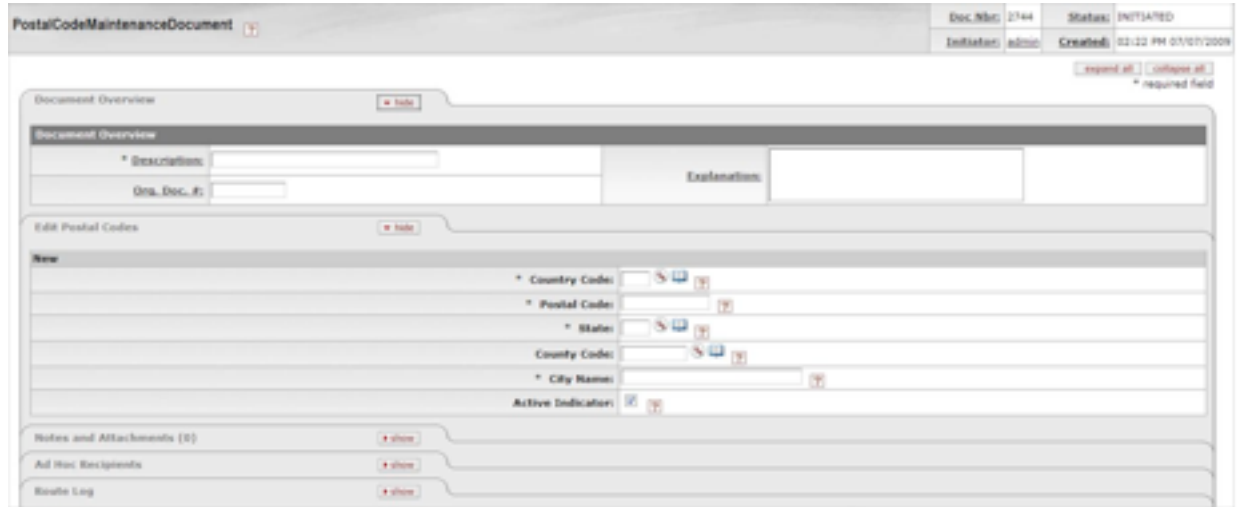 PostalCodeMaintenanceDocument ?
Doc Nbr: 2744 Status: INITIATED
Initiator: admin Created: 02:22 PM 07/07/2009
expand all collapse all
* required field
Document Overview hide
Document Overview
* Description: Explanation:
Org. Doc. #:
Edit Postal Codes hide
New
* Country Code: ?
* Postal Code: ?
* State: ?
County Code: ?
* City Name: ?
Active Indicator: ?
Notes and Attachments (0) show
Ad Hoc Recipients show
Route Log show